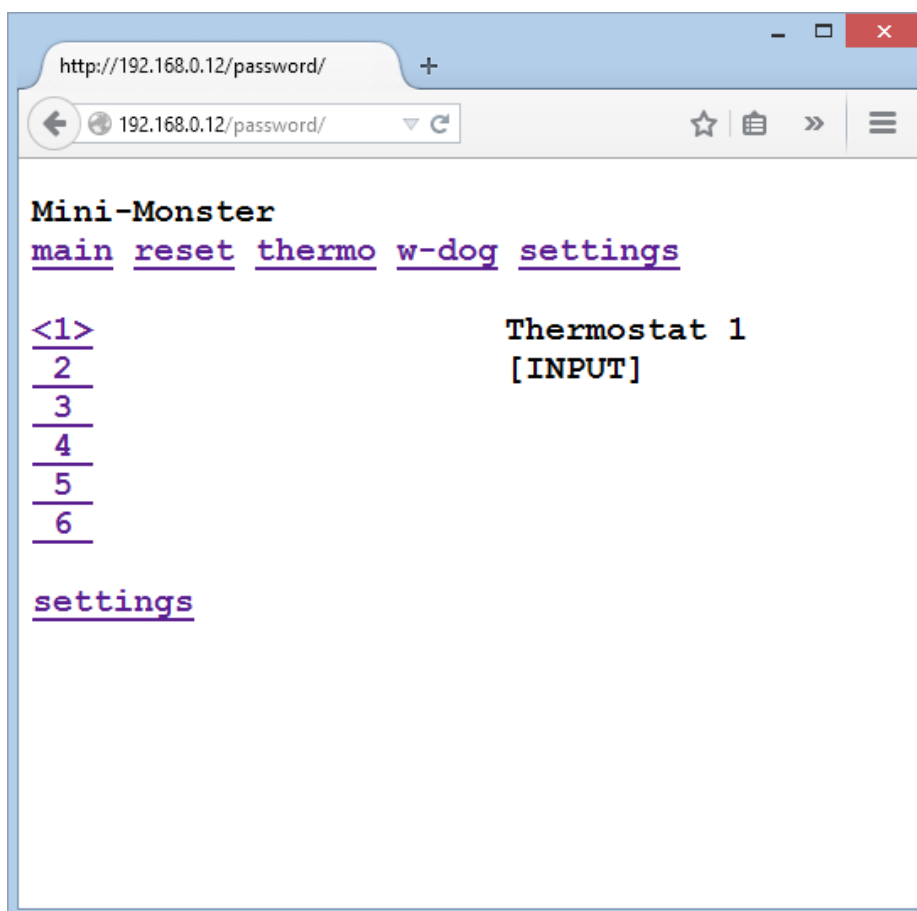 http://192.168.0.12/password/
192.168.0.12/password/
Mini-Monster
main reset thermo w-dog settings
<1> Thermostat 1
2 [INPUT]
3
4
5
6
settings